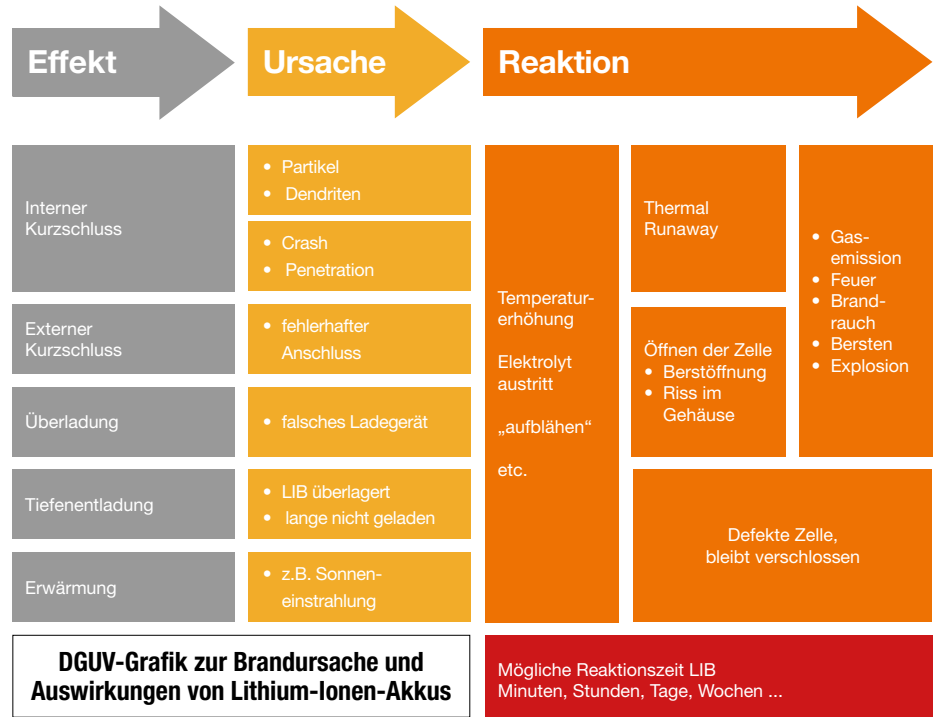 Effekt
Ursache
Reaktion
Interner
Kurzschluss
• Partikel
• Dendriten
• Crash
• Penetration
Externer
Kurzschluss
• fehlerhafter
Anschluss
Überladung
• falsches Ladegerät
Tiefenentladung
• LIB überlagert
• lange nicht geladen
Erwärmung
• z.B. Sonnen-
einstrahlung
Temperatur-
erhöhung
Elektrolyt
austritt
„aufblähen“
etc.
Thermal
Runaway
Öffnen der Zelle
• Berstöffnung
• Riss im
Gehäuse
• Gas-
emission
• Feuer
• Brand-
rauch
• Bersten
• Explosion
Defekte Zelle,
bleibt verschlossen
DGUV-Grafik zur Brandursache und
Auswirkungen von Lithium-Ionen-Akkus
Mögliche Reaktionszeit LIB
Minuten, Stunden, Tage, Wochen ...